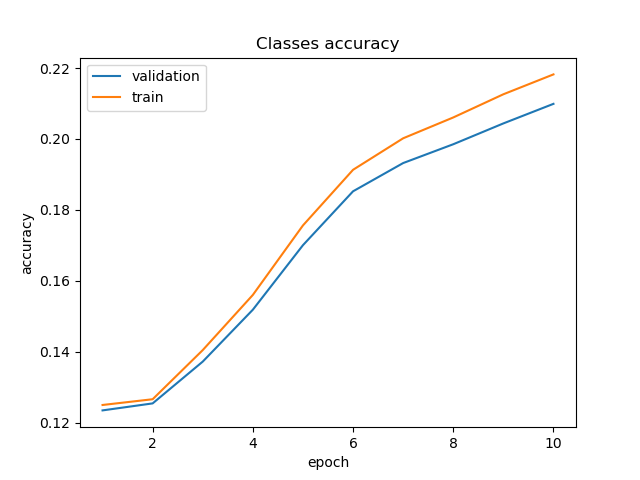 Classes accuracy
validation
train
accuracy
0.22
0.20
0.18
0.16
0.14
0.12
2 4 6 8 10
epoch